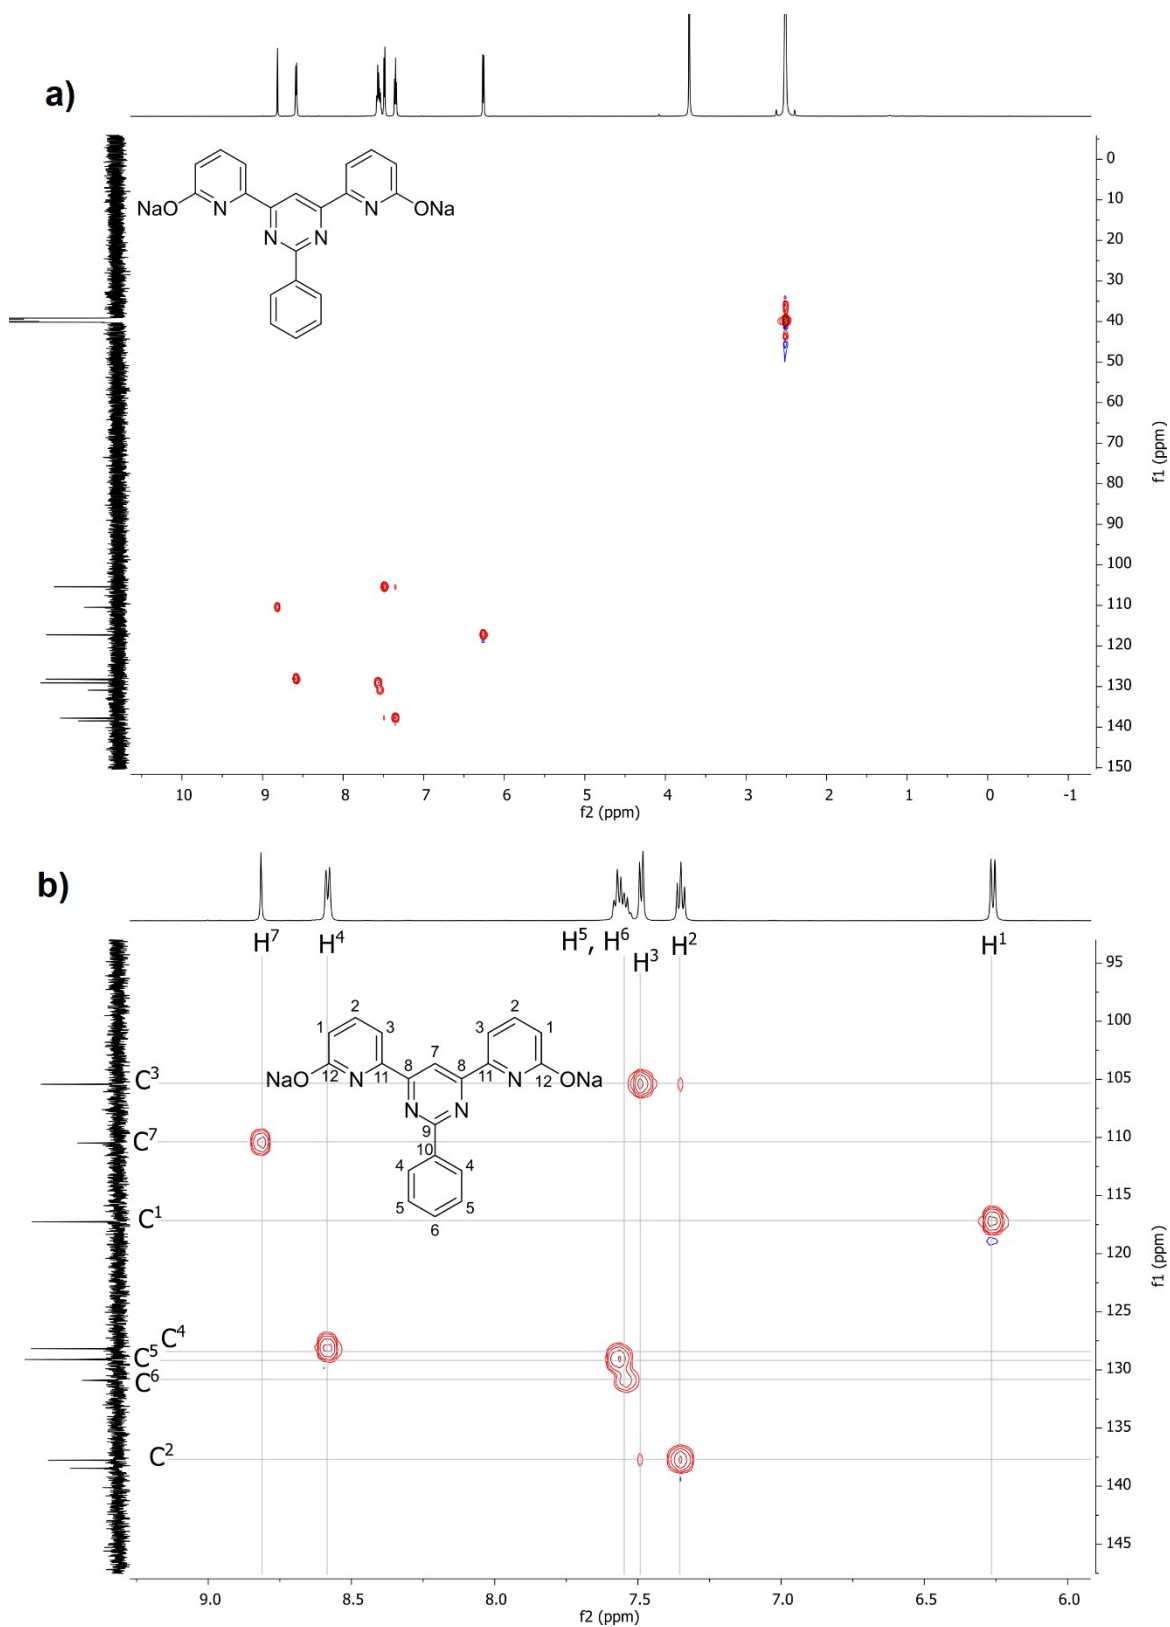 a)
NaO
N
N
ONa
N
N
0
10
20
30
40
50
60
70
80
90
100
110
120
130
140
150
f1 (ppm)
10 9 8 7 6 5 4 3 2 1 0 -1
f2 (ppm)
b)
H⁷ H⁴ H⁵, H⁶ H³ H² H¹
2 2
1 3 3 1
7
8 8
NaO 12 N 11 11 N 12 ONa
N N
9
10
4 4
5 5
6
C³
C⁷
C¹
C⁴
C⁵
C⁶
C²
95
100
105
110
115
120
125
130
135
140
145
f1 (ppm)
9.0 8.5 8.0 7.5 7.0 6.5 6.0
f2 (ppm)